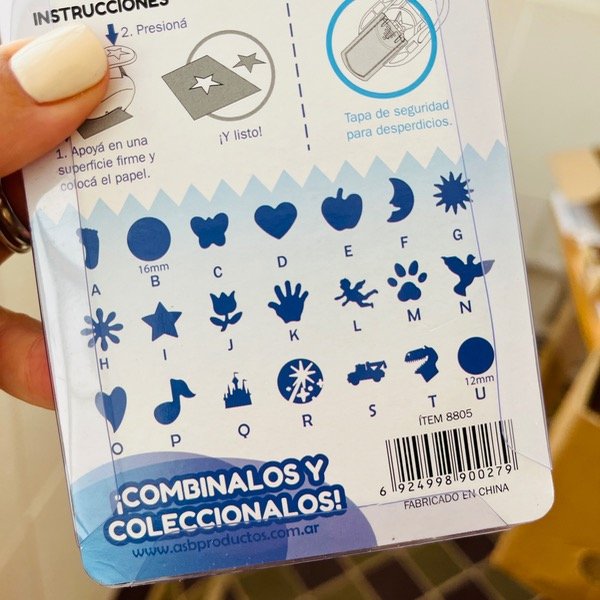 INSTRUCCIONES
2. Presioná
1. Apoyá en una
superficie firme y
colocá el papel.
¡Y listo!
Tapa de seguridad
para desperdicios.
A
16mm
B
C
D
E
F
G
H
I
J
K
L
M
N
O
P
Q
R
S
T
12mm
U
ÍTEM 8805
6 924998 900279
FABRICADO EN CHINA
¡COMBINALOS Y
COLECCIONALOS!
www.asbproductos.com.ar